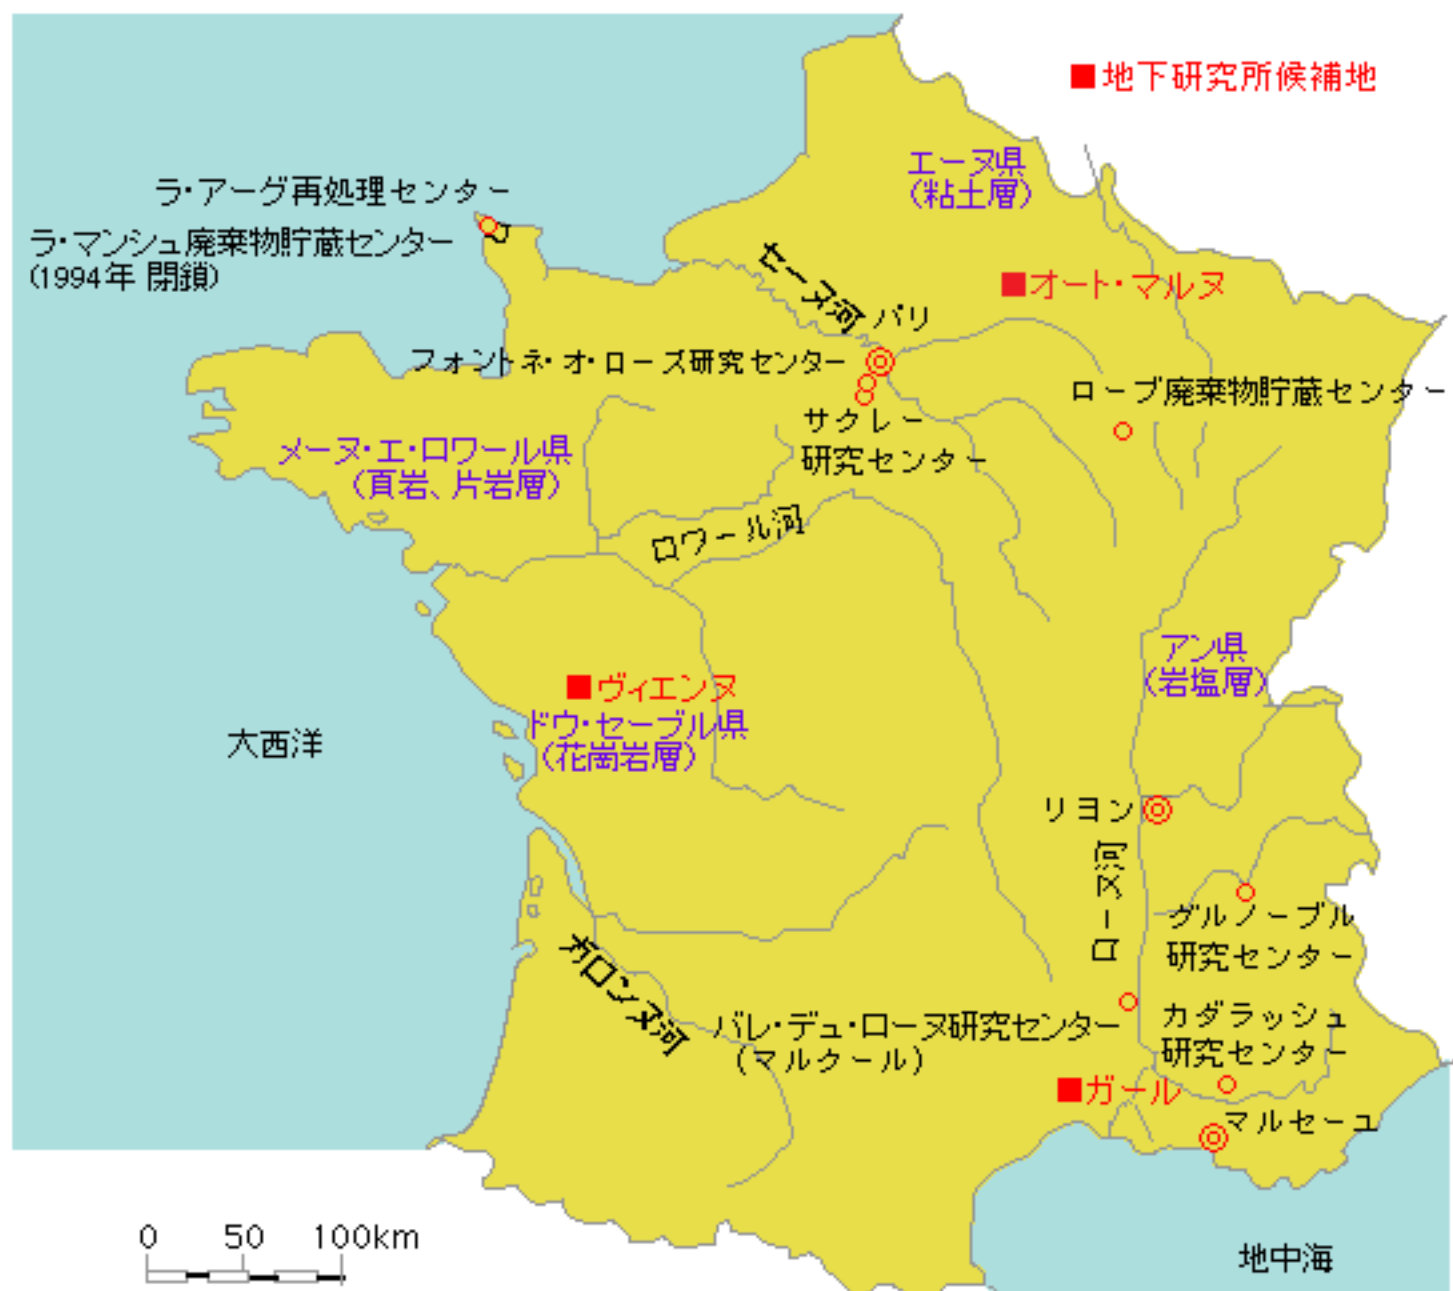 ■地下研究所候補地
エーヌ県
(粘土層)
ラ・アーグ再処理センター
ラ・マンシュ廃棄物貯蔵センター
(1994年 閉鎖)
セーヌ河
■オート・マルヌ
パリ
フォントネ・オ・ローズ研究センター
ローブ廃棄物貯蔵センター
サクレー
研究センター
メーヌ・エ・ロワール県
(頁岩、片岩層)
ロワール河
アン県
(岩塩層)
■ヴィエンヌ
ドウ・セーブル県
(花崗岩層)
大西洋
リヨン
ローヌ河
グルノーブル
研究センター
ガロンヌ河
バレ・デュ・ローヌ研究センター
(マルクール)
カダラッシュ
研究センター
■ガール
マルセーユ
0 50 100km
地中海